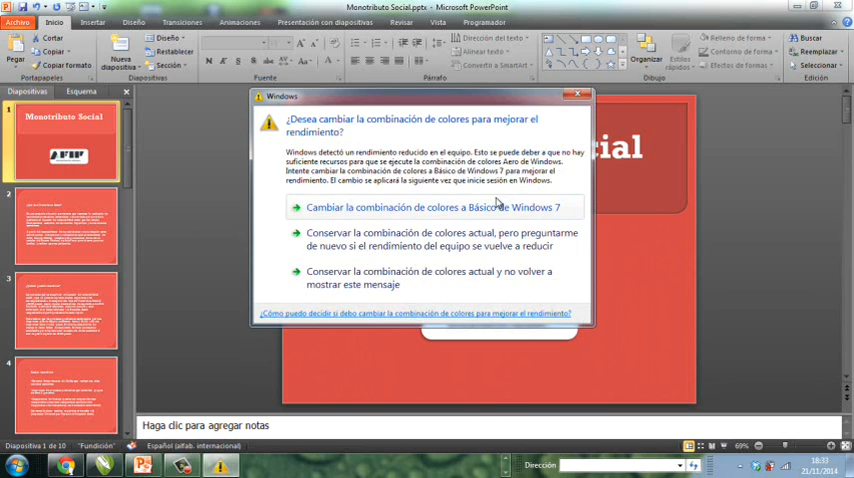 Monotributo Social.pptx - Microsoft PowerPoint
Archivo Inicio Insertar Diseño Transiciones Animaciones Presentación con diapositivas Revisar Vista Programador
Pegar
Cortar
Copiar
Copiar formato
Portapapeles
Nueva diapositiva
Diseño
Restablecer
Sección
Diapositivas
Fuente
Párrafo
Dirección del texto
Alinear texto
Convertir a SmartArt
Organizar
Estilos rápidos
Relleno de forma
Contorno de forma
Efectos de formas
Dibujo
Buscar
Reemplazar
Seleccionar
Edición
Diapositivas Esquema
1
Monotributo Social
AFIP
2
3
4
cial
Windows
¿Desea cambiar la combinación de colores para mejorar el
rendimiento?
Windows detectó un rendimiento reducido en el equipo. Esto se puede deber a que no hay
suficiente recursos para que se ejecute la combinación de colores Aero de Windows.
Intente cambiar la combinación de colores a Básico de Windows 7 para mejorar el
rendimiento. El cambio se aplicará la siguiente vez que inicie sesión en Windows.
Cambiar la combinación de colores a Básico de Windows 7
Conservar la combinación de colores actual, pero preguntarme
de nuevo si el rendimiento del equipo se vuelve a reducir
Conservar la combinación de colores actual y no volver a
mostrar este mensaje
¿Cómo puedo decidir si debo cambiar la combinación de colores para mejorar el rendimiento?
Haga clic para agregar notas
Diapositiva 1 de 10 "Fundición" Español (alfab. internacional) 69%
Dirección
18:33
21/11/2014